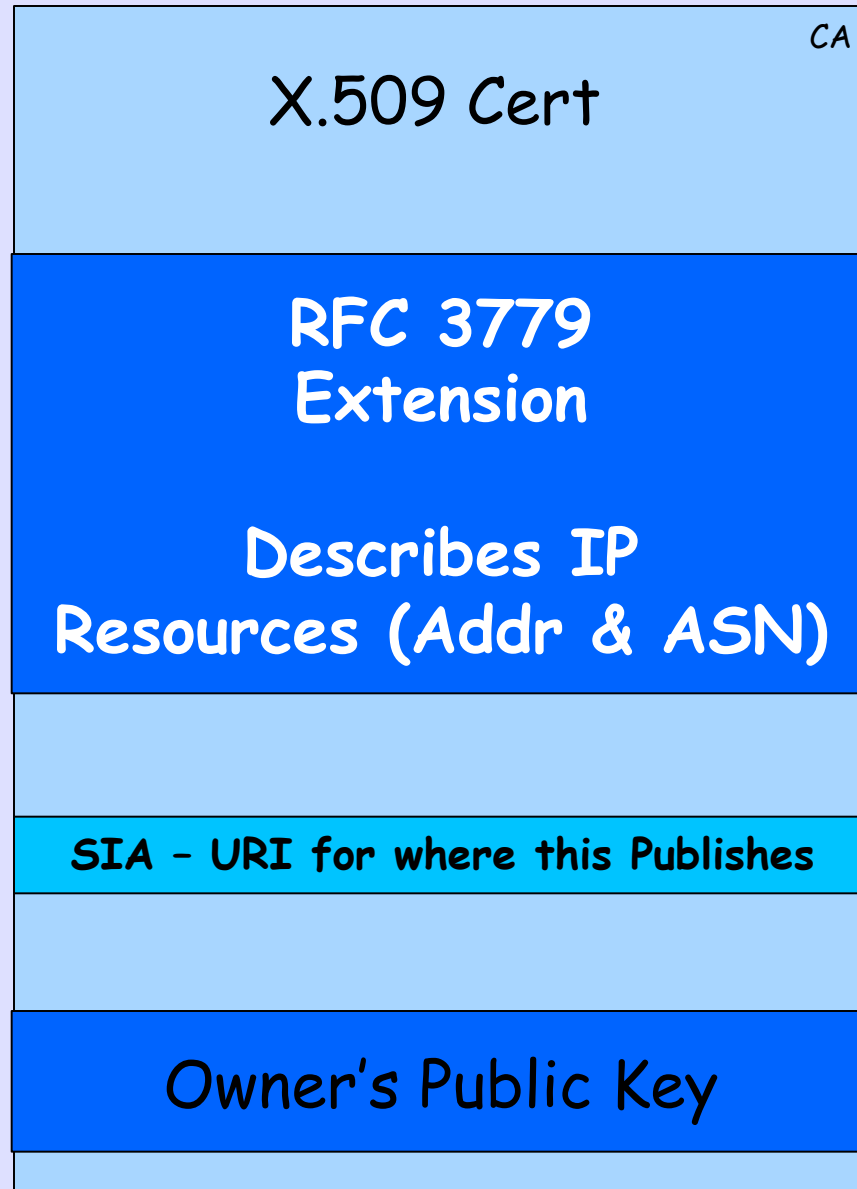 CA
X.509 Cert
RFC 3779
Extension
Describes IP
Resources (Addr & ASN)
SIA – URI for where this Publishes
Owner’s Public Key